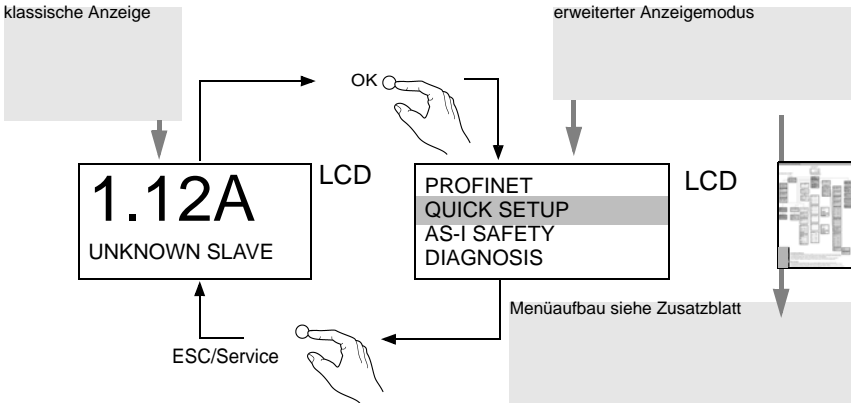 klassische Anzeige
erweiterter Anzeigemodus
OK
1.12A
UNKNOWN SLAVE
LCD
PROFINET
QUICK SETUP
AS-I SAFETY
DIAGNOSIS
LCD
Menüaufbau siehe Zusatzblatt
ESC/Service